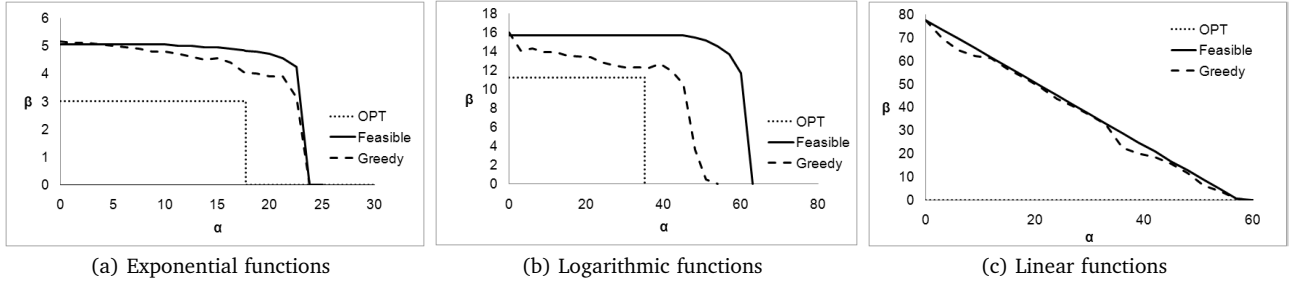 6
5
4
β 3
2
1
0
0 5 10 15 20 25 30
α
OPT
Feasible
Greedy
(a) Exponential functions
18
16
14
12
10
β
8
6
4
2
0
0 20 40 60 80
α
OPT
Feasible
Greedy
(b) Logarithmic functions
80
70
60
50
β 40
30
20
10
0
0 20 40 60
α
OPT
Feasible
Greedy
(c) Linear functions